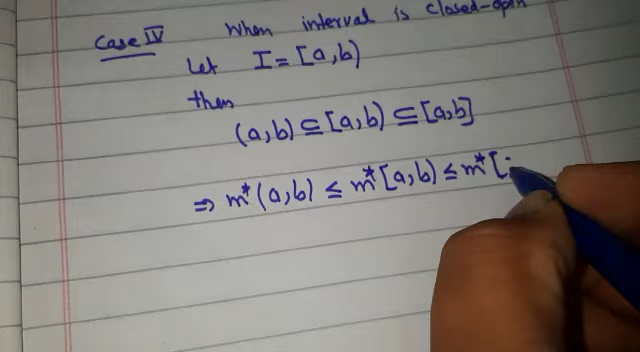 Case IV When interval is closed-open
Let I = [a,b)
then
(a,b) ⊆ [a,b) ⊆ [a,b]
⇒ m*(a,b) ≤ m*[a,b) ≤ m*[